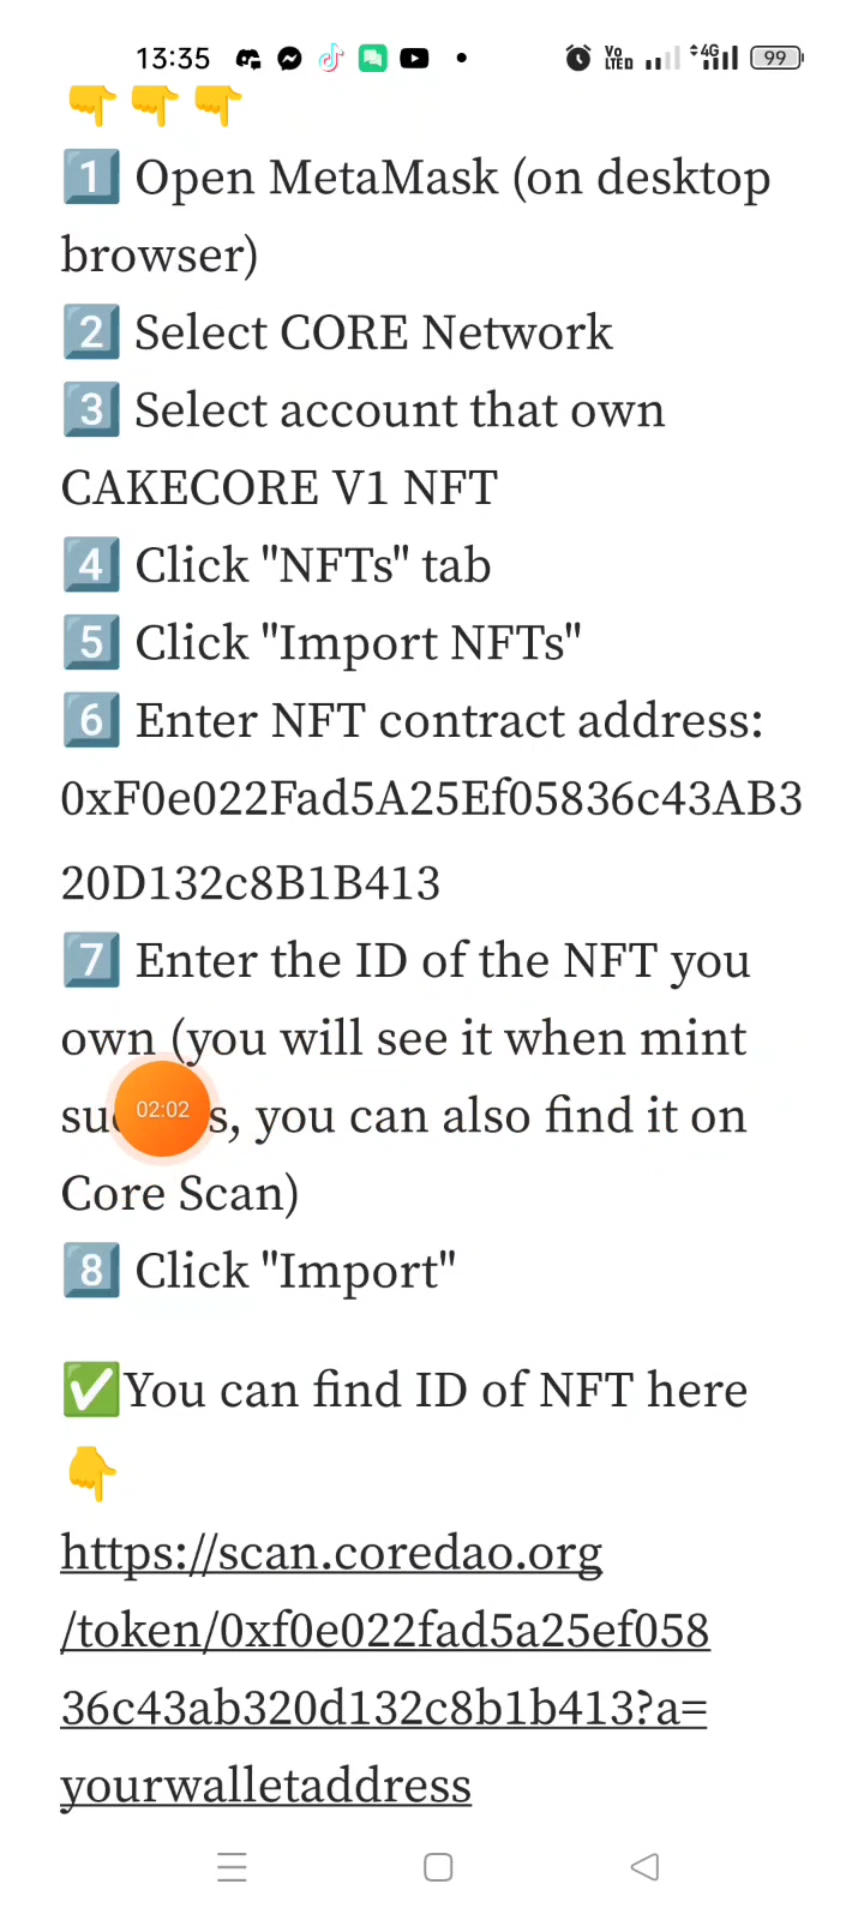 13:35 Vo LTED 4G 99
1 Open MetaMask (on desktop
browser)
2 Select CORE Network
3 Select account that own
CAKECORE V1 NFT
4 Click "NFTs" tab
5 Click "Import NFTs"
6 Enter NFT contract address:
0xF0e022Fad5A25Ef05836c43AB3
20D132c8B1B413
7 Enter the ID of the NFT you
own (you will see it when mint
02:02 you can also find it on
Core Scan)
8 Click "Import"
✅You can find ID of NFT here
https://scan.coredao.org
/token/0xf0e022fad5a25ef058
36c43ab320d132c8b1b413?a=
yourwalletaddress